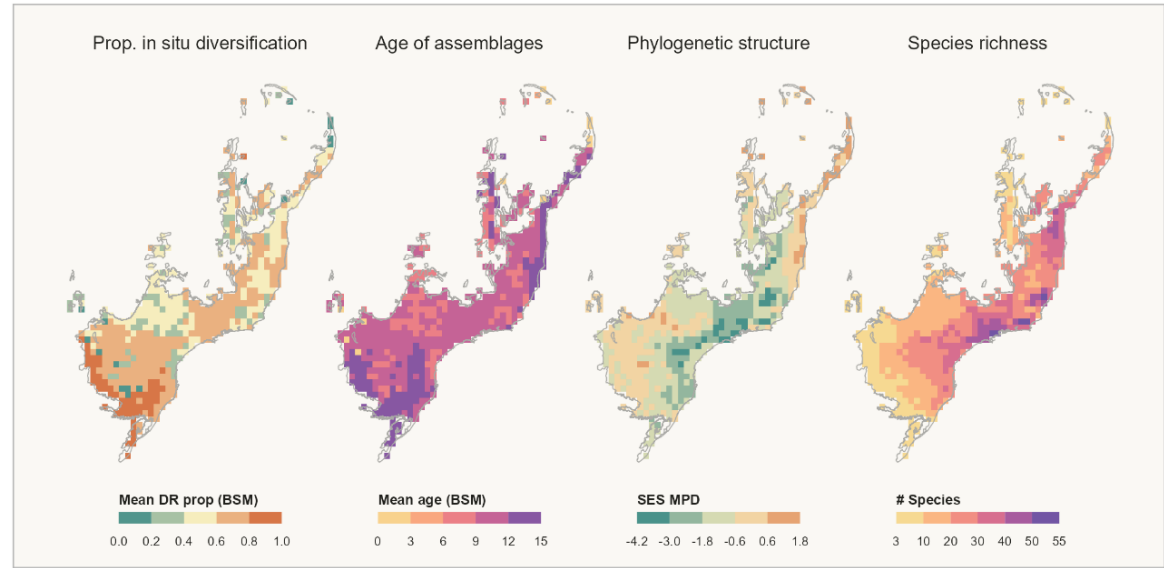 Prop. in situ diversification
Age of assemblages
Phylogenetic structure
Species richness
Mean DR prop (BSM)
0.0 0.2 0.4 0.6 0.8 1.0
Mean age (BSM)
0 3 6 9 12 15
SES MPD
-4.2 -3.0 -1.8 -0.6 0.6 1.8
# Species
3 10 20 30 40 50 55